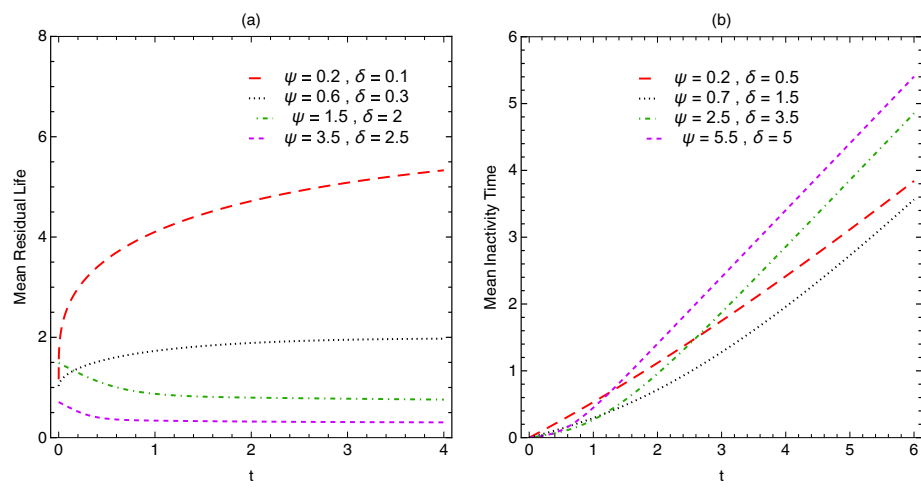 (a)
Mean Residual Life
8
6
4
2
0
ψ = 0.2 , δ = 0.1
ψ = 0.6 , δ = 0.3
ψ = 1.5 , δ = 2
ψ = 3.5 , δ = 2.5
0 1 2 3 4
t
(b)
Mean Inactivity Time
6
5
4
3
2
1
0
ψ = 0.2 , δ = 0.5
ψ = 0.7 , δ = 1.5
ψ = 2.5 , δ = 3.5
ψ = 5.5 , δ = 5
0 1 2 3 4 5 6
t